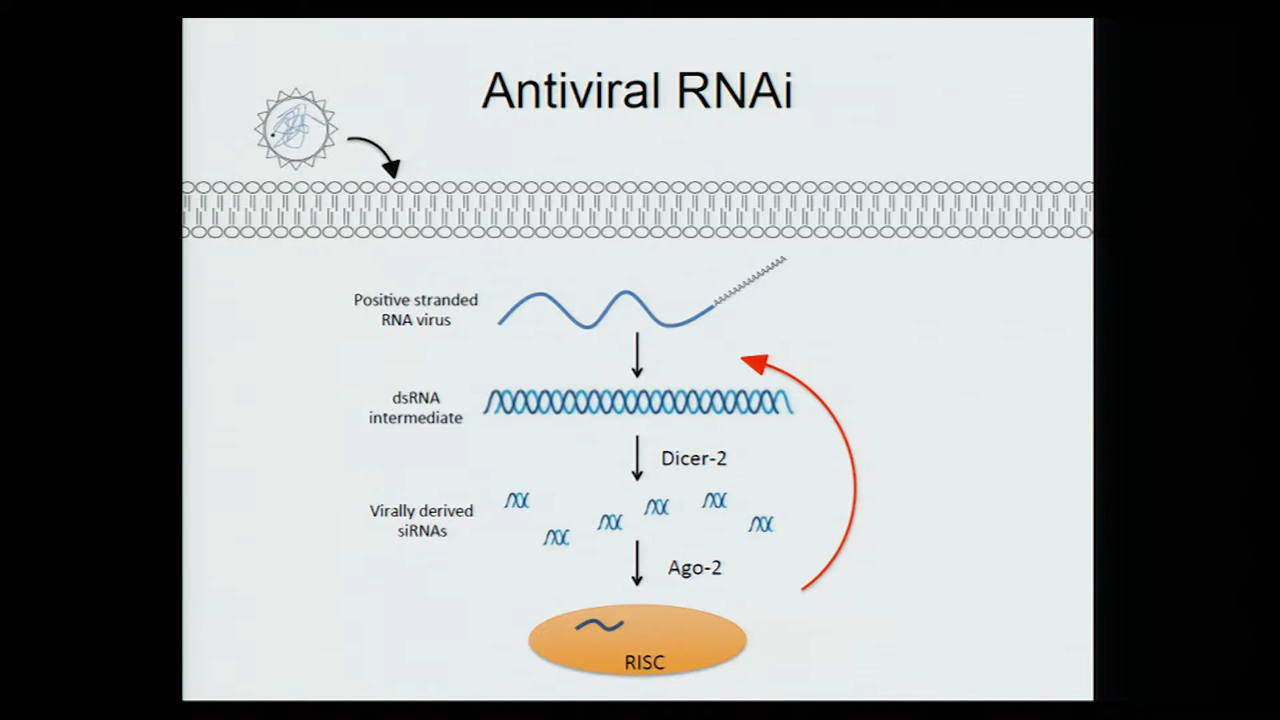 Antiviral RNAi
Positive stranded
RNA virus
dsRNA
intermediate
Dicer-2
Virally derived
siRNAs
Ago-2
RISC